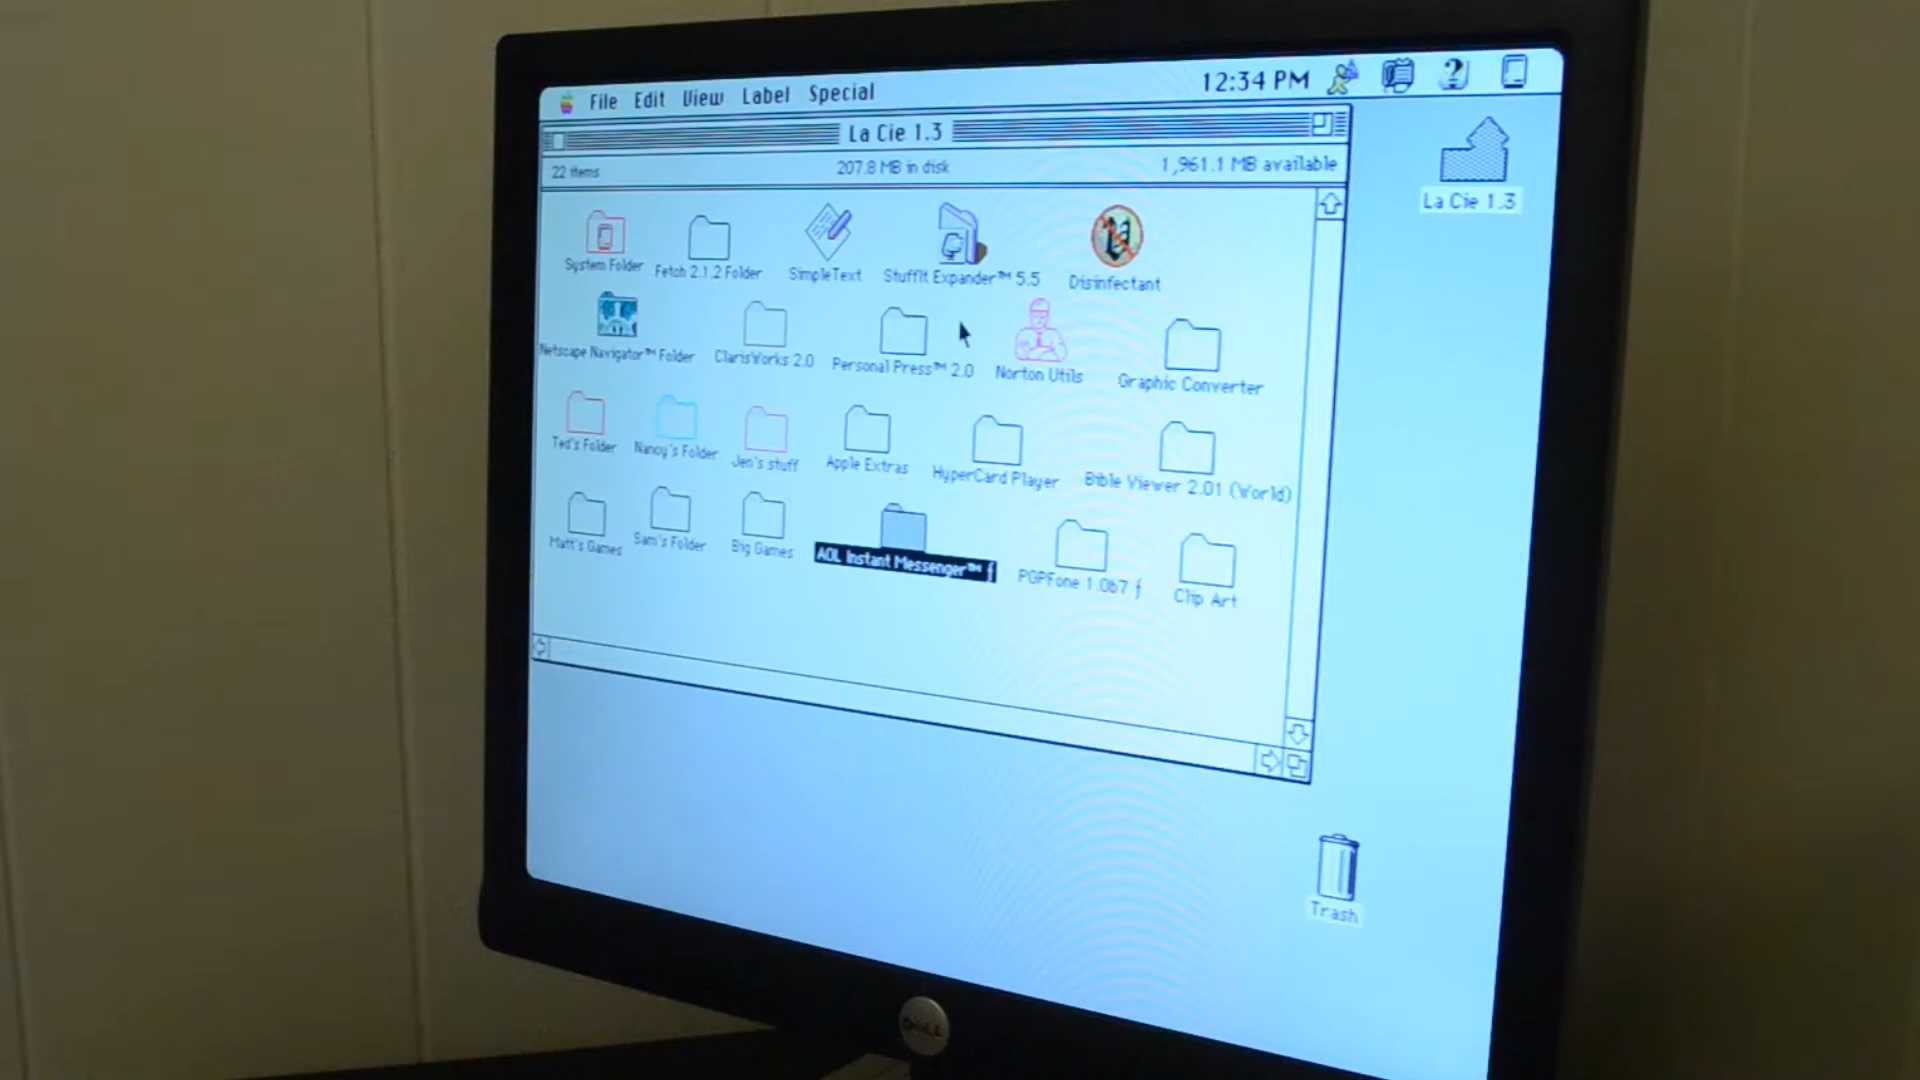 File Edit View Label Special 12:34 PM
La Cie 1.3
22 items 207.8 MB in disk 1,961.1 MB available
La Cie 1.3
System Folder Fetch 2.1.2 Folder SimpleText StuffIt Expander™ 5.5 Disinfectant
Netscape Navigator™ Folder ClarisWorks 2.0 Personal Press™ 2.0 Norton Utils Graphic Converter
Ted's Folder Nancy's Folder Jen's stuff Apple Extras HyperCard Player Bible Viewer 2.01 (World)
Matt's Games Sam's Folder Big Games AOL Instant Messenger™ ƒ PGPFone 1.0b7 ƒ Clip Art
Trash
DELL